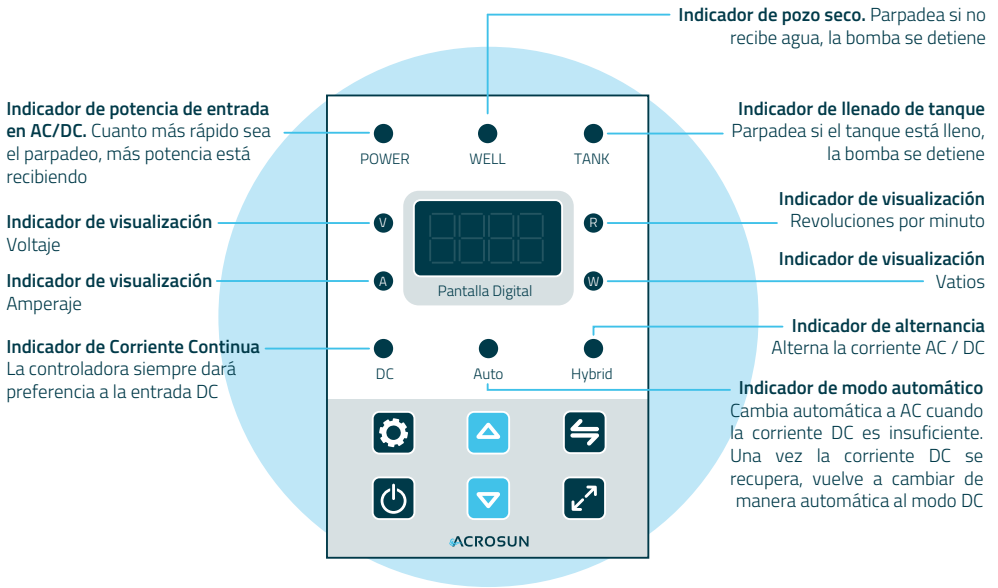 Indicador de pozo seco. Parpadea si no
recibe agua, la bomba se detiene
Indicador de potencia de entrada
en AC/DC. Cuanto más rápido sea
el parpadeo, más potencia está
recibiendo
Indicador de llenado de tanque
Parpadea si el tanque está lleno,
la bomba se detiene
POWER
WELL
TANK
Indicador de visualización
Voltaje
V
R
Indicador de visualización
Revoluciones por minuto
Indicador de visualización
Amperaje
A
Pantalla Digital
W
Indicador de visualización
Vatios
Indicador de Corriente Continua
La controladora siempre dará
preferencia a la entrada DC
DC
Auto
Hybrid
Indicador de alternancia
Alterna la corriente AC / DC
Indicador de modo automático
Cambia automática a AC cuando
la corriente DC es insuficiente.
Una vez la corriente DC se
recupera, vuelve a cambiar de
manera automática al modo DC
ACROSUN